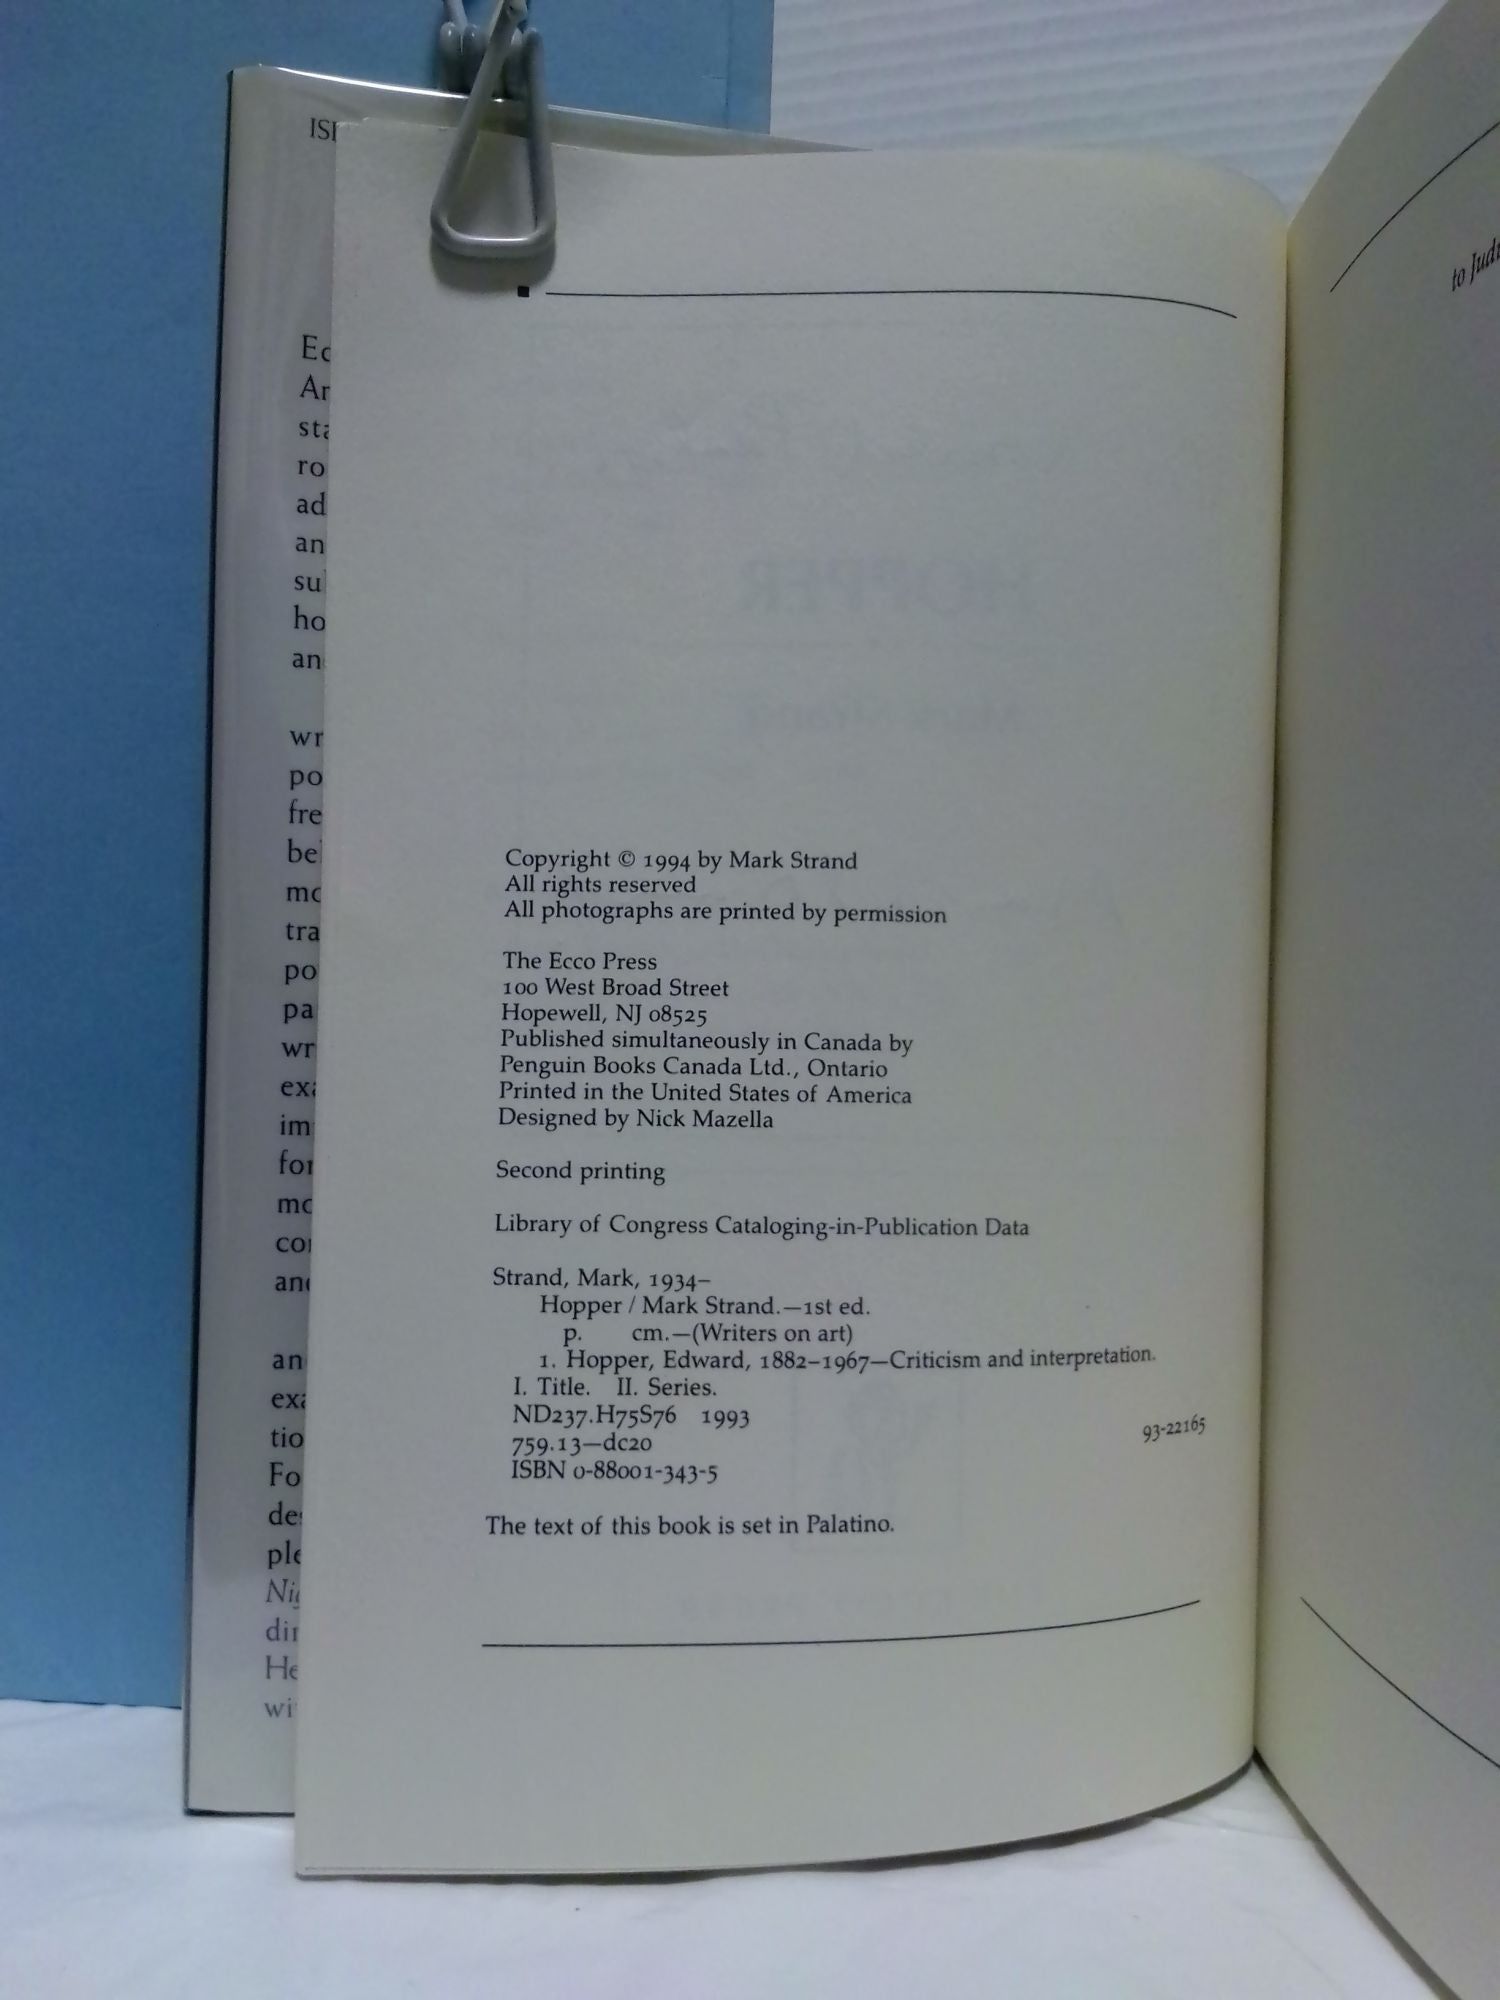 Copyright © 1994 by Mark Strand
All rights reserved
All photographs are printed by permission
The Ecco Press
100 West Broad Street
Hopewell, NJ 08525
Published simultaneously in Canada by
Penguin Books Canada Ltd., Ontario
Printed in the United States of America
Designed by Nick Mazella
Second printing
Library of Congress Cataloging-in-Publication Data
Strand, Mark, 1934–
Hopper / Mark Strand.—1st ed.
p. cm.—(Writers on art)
1. Hopper, Edward, 1882–1967—Criticism and interpretation.
I. Title. II. Series.
ND237.H75S76 1993
759.13—dc20 93-22165
ISBN 0-88001-343-5
The text of this book is set in Palatino.
to